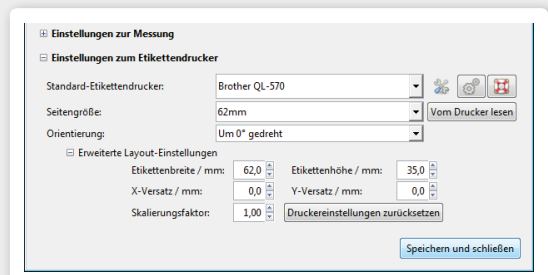 Einstellungen zur Messung
Einstellungen zum Etikettendrucker
Standard-Etikettendrucker: Brother QL-570
Seitengröße: 62mm Vom Drucker lesen
Orientierung: Um 0° gedreht
Erweiterte Layout-Einstellungen
Etikettenbreite / mm: 62,0 Etikettenhöhe / mm: 35,0
X-Versatz / mm: 0,0 Y-Versatz / mm: 0,0
Skalierungsfaktor: 1,00 Druckereinstellungen zurücksetzen
Speichern und schließen